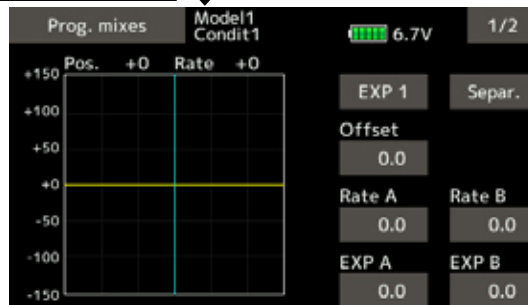 Prog. mixes Model1 Condit1 6.7V 1/2
Pos. +0 Rate +0
+150
+100
+50
+0
-50
-100
-150
EXP 1 Separ.
Offset
0.0
Rate A Rate B
0.0 0.0
EXP A EXP B
0.0 0.0